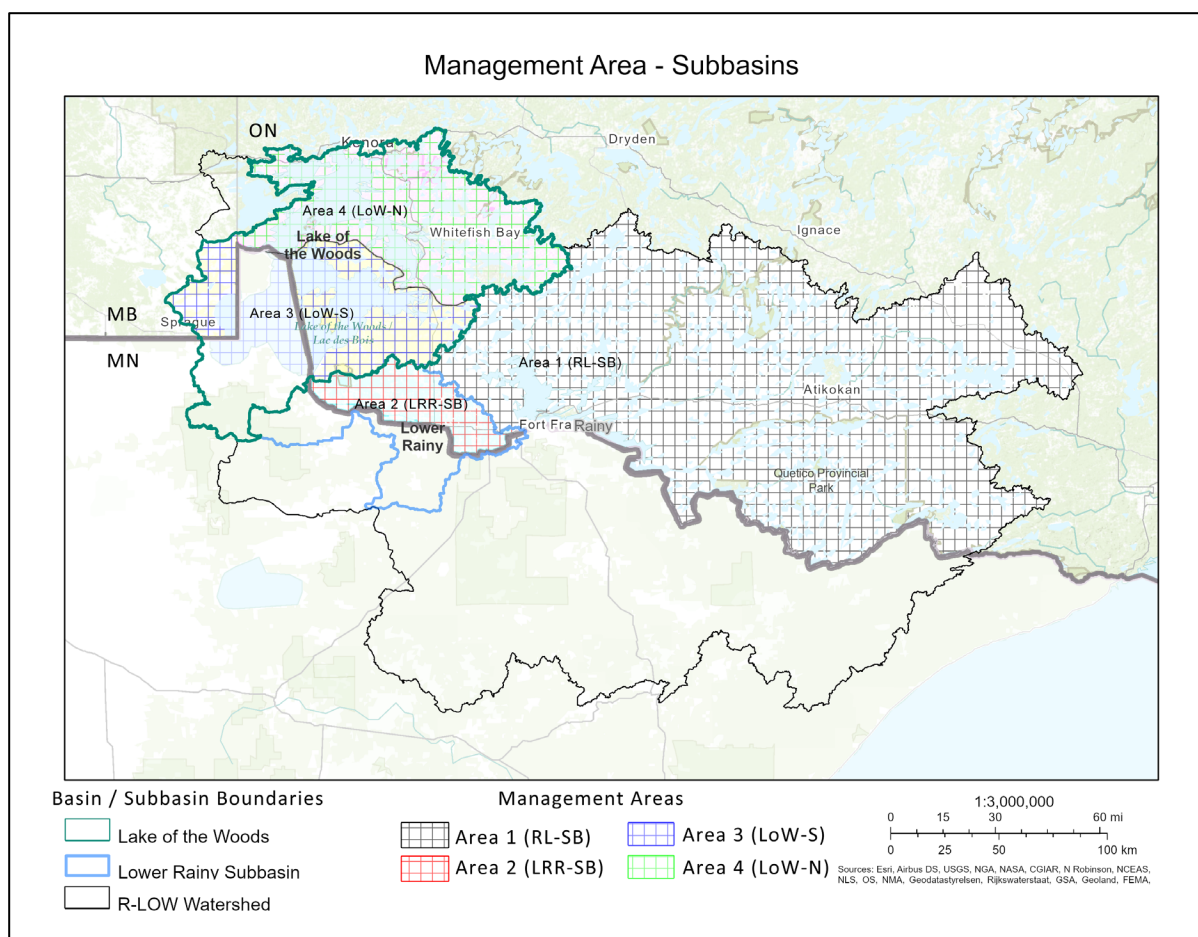 Management Area - Subbasins
ON
Kenora
Dryden
Area 4 (LoW-N)
Whitefish Bay
Ignace
Lake of
the Woods
MB
Sprague
Area 3 (LoW-S)
Lake of the Woods /
Lac des Bois
MN
Area 1 (RL-SB)
Atikokan
Area 2 (LRR-SB)
Lower
Rainy
Fort Fra
Rainy
Quetico Provincial
Park
Basin / Subbasin Boundaries
Lake of the Woods
Lower Rainy Subbasin
R-LOW Watershed
Management Areas
Area 1 (RL-SB)
Area 2 (LRR-SB)
Area 3 (LoW-S)
Area 4 (LoW-N)
1:3,000,000
0 15 30 60 mi
0 25 50 100 km
Sources: Esri, Airbus DS, USGS, NGA, NASA, CGIAR, N Robinson, NCEAS,
NLS, OS, NMA, Geodatastyrelsen, Rijkswaterstaat, GSA, Geoland, FEMA,